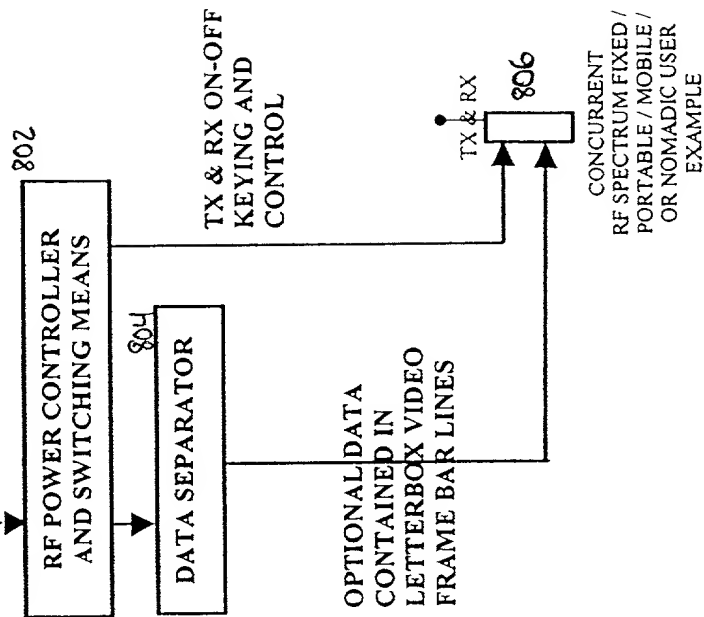 802
RF POWER CONTROLLER
AND SWITCHING MEANS
804
DATA SEPARATOR
TX & RX ON-OFF
KEYING AND
CONTROL
OPTIONAL DATA
CONTAINED IN
LETTERBOX VIDEO
FRAME BAR LINES
TX & RX
806
CONCURRENT
RF SPECTRUM FIXED /
PORTABLE / MOBILE /
OR NOMADIC USER
EXAMPLE